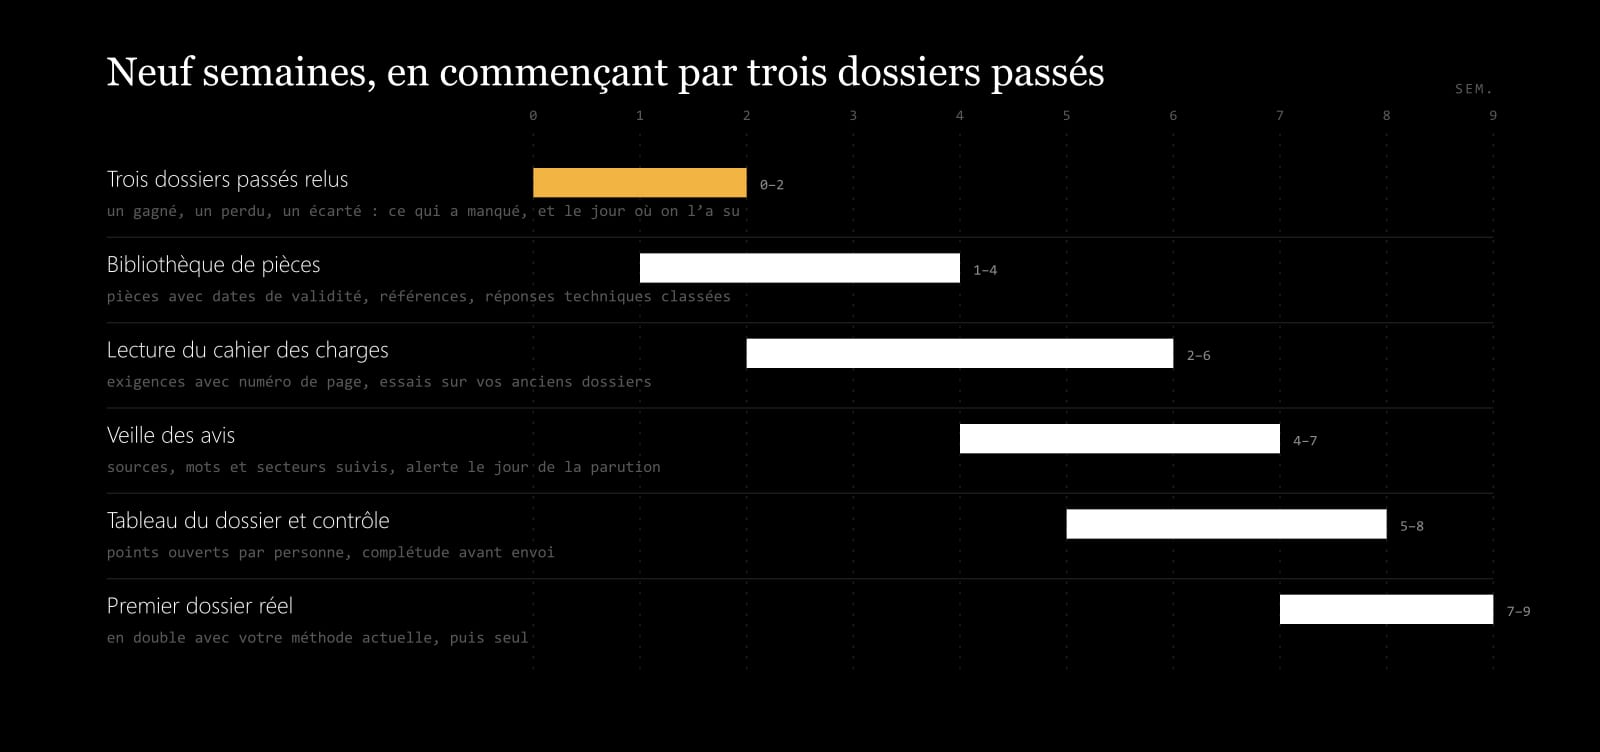 Neuf semaines, en commençant par trois dossiers passés
SEM.
0 1 2 3 4 5 6 7 8 9
Trois dossiers passés relus
0–2
un gagné, un perdu, un écarté : ce qui a manqué, et le jour où on l’a su
Bibliothèque de pièces
1–4
pièces avec dates de validité, références, réponses techniques classées
Lecture du cahier des charges
2–6
exigences avec numéro de page, essais sur vos anciens dossiers
Veille des avis
4–7
sources, mots et secteurs suivis, alerte le jour de la parution
Tableau du dossier et contrôle
5–8
points ouverts par personne, complétude avant envoi
Premier dossier réel
7–9
en double avec votre méthode actuelle, puis seul